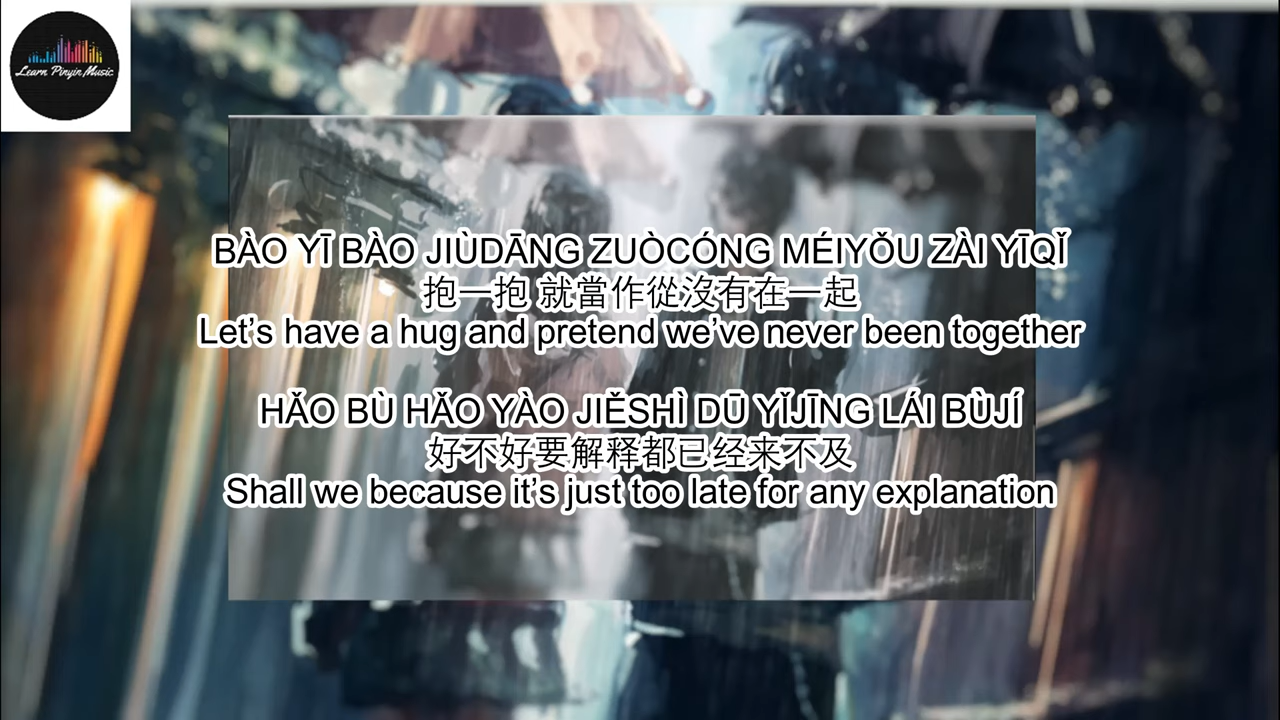 Learn Pinyin Music
BÀO YĪ BÀO JIÙDĀNG ZUÒCÓNG MÉIYǑU ZÀI YĪQǏ
抱一抱 就當作從沒有在一起
Let's have a hug and pretend we've never been together
HǍO BÙ HǍO YÀO JIĚSHÌ DŪ YǏJĪNG LÁI BÙJÍ
好不好要解释都已经来不及
Shall we because it's just too late for any explanation